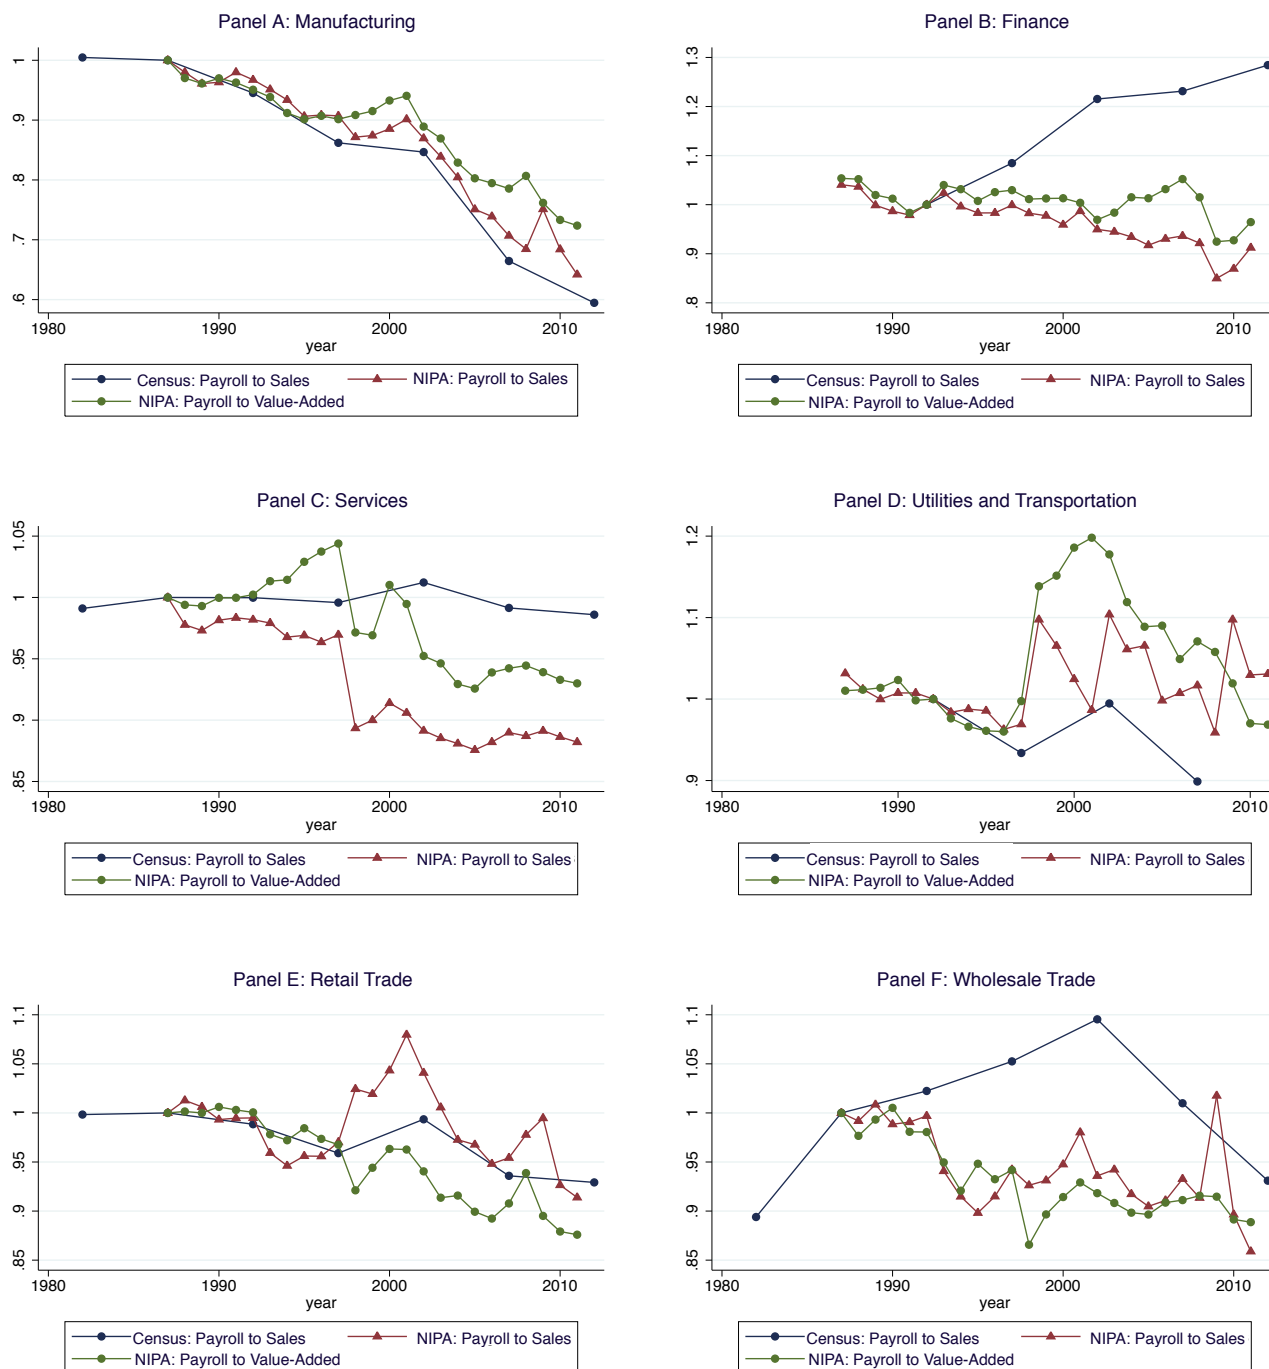 Panel A: Manufacturing
1
.9
.8
.7
.6
1980 1990 2000 2010
year
Census: Payroll to Sales NIPA: Payroll to Sales
NIPA: Payroll to Value-Added
Panel B: Finance
1.3
1.2
1.1
1
.9
.8
1980 1990 2000 2010
year
Census: Payroll to Sales NIPA: Payroll to Sales
NIPA: Payroll to Value-Added
Panel C: Services
1.05
1
.95
.9
.85
1980 1990 2000 2010
year
Census: Payroll to Sales NIPA: Payroll to Sales
NIPA: Payroll to Value-Added
Panel D: Utilities and Transportation
1.2
1.1
1
.9
1980 1990 2000 2010
year
Census: Payroll to Sales NIPA: Payroll to Sales
NIPA: Payroll to Value-Added
Panel E: Retail Trade
1.1
1.05
1
.95
.9
.85
1980 1990 2000 2010
year
Census: Payroll to Sales NIPA: Payroll to Sales
NIPA: Payroll to Value-Added
Panel F: Wholesale Trade
1.1
1.05
1
.95
.9
.85
1980 1990 2000 2010
year
Census: Payroll to Sales NIPA: Payroll to Sales
NIPA: Payroll to Value-Added